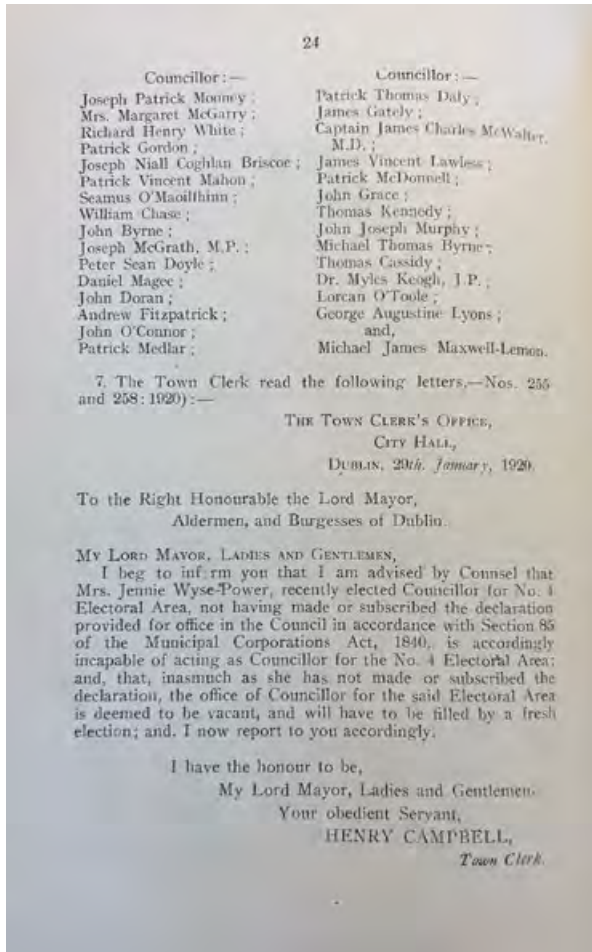 24
Councillor :—
Joseph Patrick Mooney ;
Mrs. Margaret McGarry ;
Richard Henry White ;
Patrick Gordon ;
Joseph Niall Coghlan Briscoe ;
Patrick Vincent Mahon ;
Seamus O'Maoilfhinn ;
William Chase ;
John Byrne ;
Joseph McGrath, M.P. ;
Peter Sean Doyle ;
Daniel Magee ;
John Doran ;
Andrew Fitzpatrick ;
John O'Connor ;
Patrick Medlar ;
Councillor :—
Patrick Thomas Daly ;
James Gately ;
Captain James Charles McWalter,
M.D. ;
James Vincent Lawless ;
Patrick McDonnell ;
John Grace ;
Thomas Kennedy ;
John Joseph Murphy ;
Michael Thomas Byrne ;
Thomas Cassidy ;
Dr. Myles Keogh, J.P. ;
Lorcan O'Toole ;
George Augustine Lyons ;
and,
Michael James Maxwell-Lemon.
7. The Town Clerk read the following letters,—Nos. 255
and 258 : 1920) :—
THE TOWN CLERK'S OFFICE,
CITY HALL,
DUBLIN, 29th, January, 1920.
To the Right Honourable the Lord Mayor,
Aldermen, and Burgesses of Dublin.
MY LORD MAYOR, LADIES AND GENTLEMEN,
I beg to inf rm you that I am advised by Counsel that
Mrs. Jennie Wyse-Power, recently elected Councillor for No. 4
Electoral Area, not having made or subscribed the declaration
provided for office in the Council in accordance with Section 85
of the Municipal Corporations Act, 1840, is accordingly
incapable of acting as Councillor for the No. 4 Electoral Area;
and, that, inasmuch as she has not made or subscribed the
declaration, the office of Councillor for the said Electoral Area
is deemed to be vacant, and will have to be filled by a fresh
election; and, I now report to you accordingly.
I have the honour to be,
My Lord Mayor, Ladies and Gentlemen.
Your obedient Servant,
HENRY CAMPBELL,
Town Clerk.